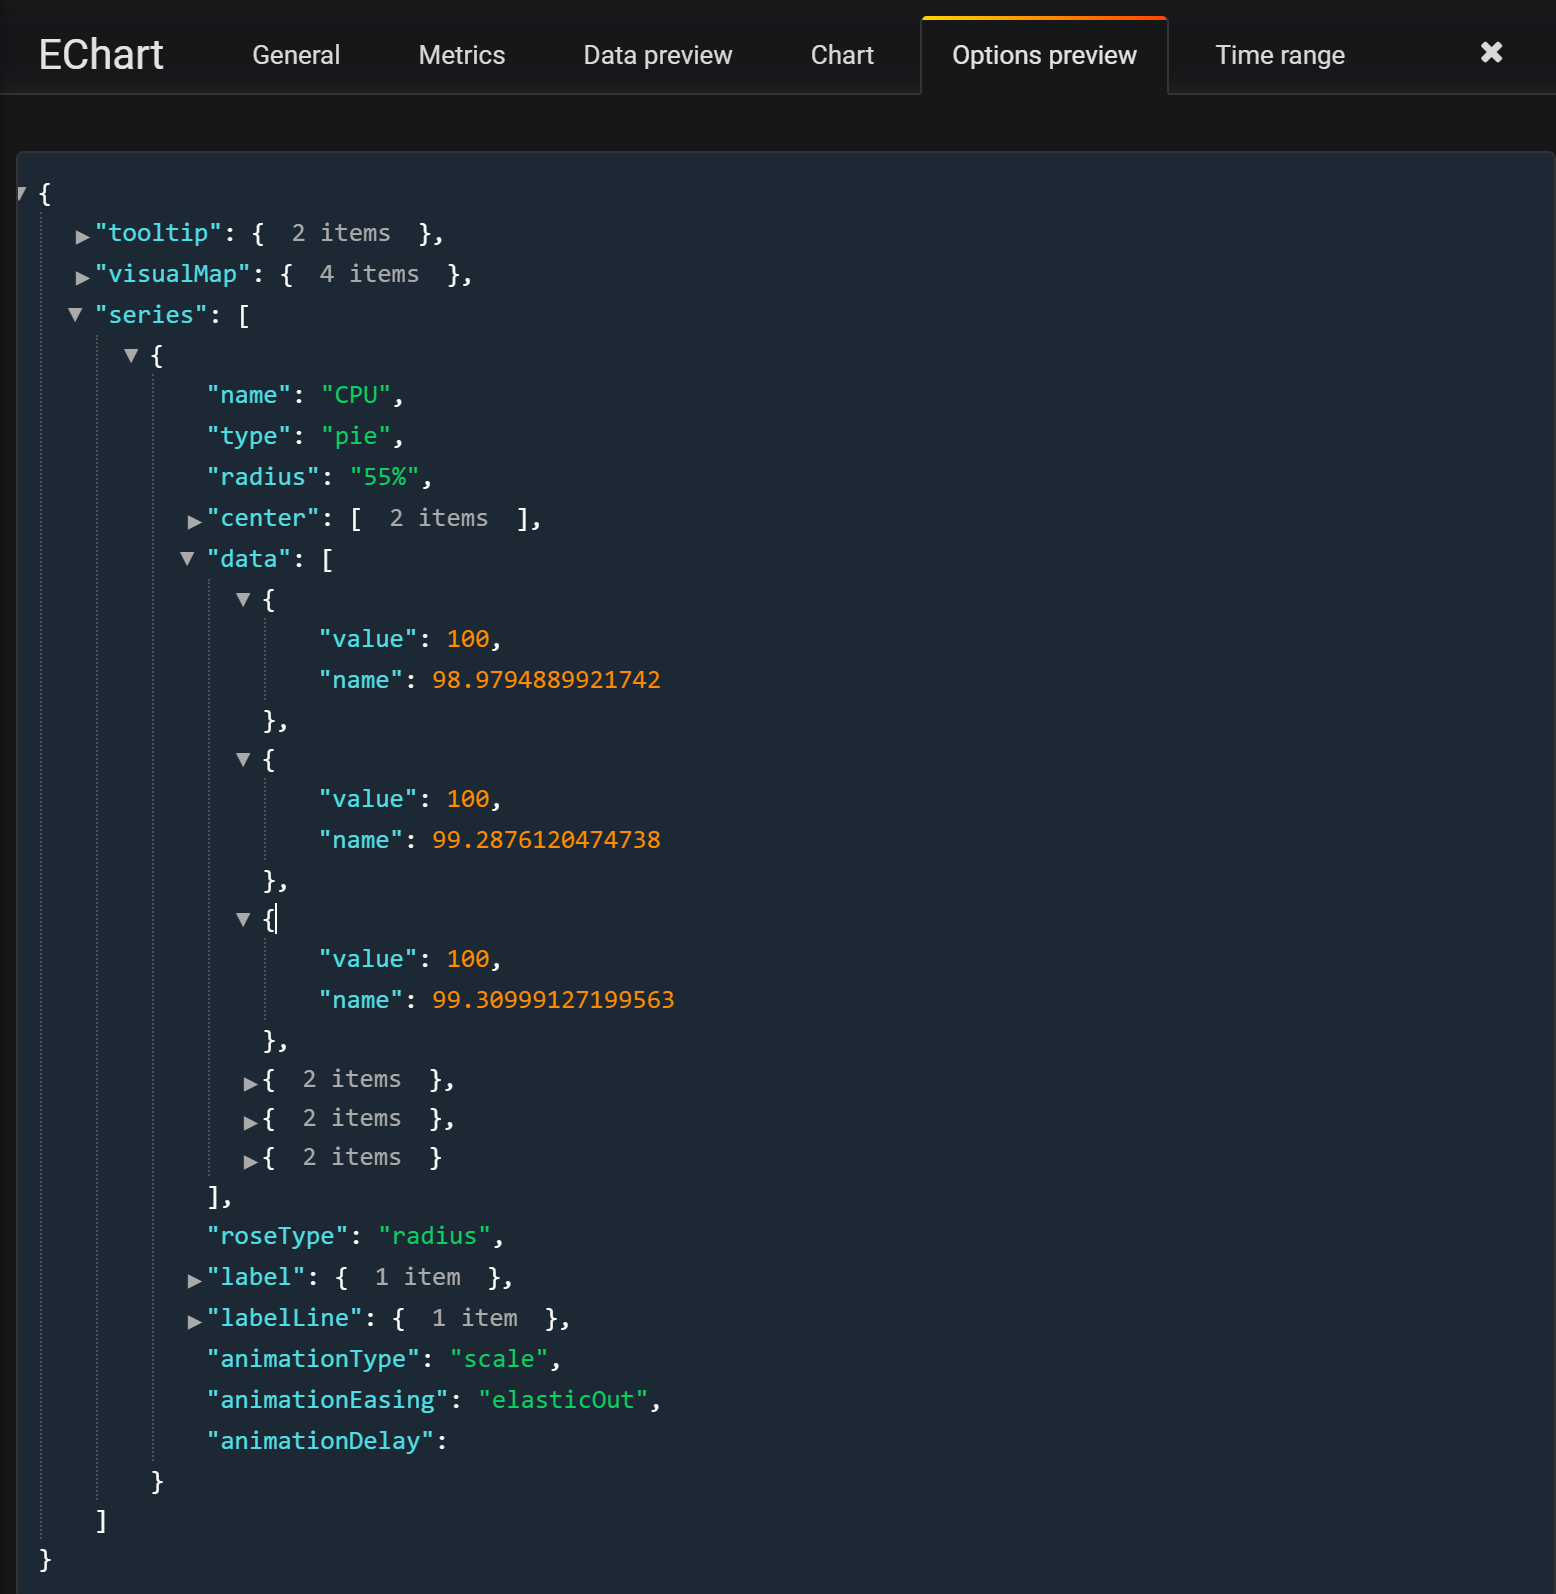 EChart General Metrics Data preview Chart Options preview Time range ✖
▼ {
▶ "tooltip": { 2 items },
▶ "visualMap": { 4 items },
▼ "series": [
▼ {
"name": "CPU",
"type": "pie",
"radius": "55%",
▶ "center": [ 2 items ],
▼ "data": [
▼ {
"value": 100,
"name": 98.9794889921742
},
▼ {
"value": 100,
"name": 99.2876120474738
},
▼ {
"value": 100,
"name": 99.30999127199563
},
▶ { 2 items },
▶ { 2 items },
▶ { 2 items }
],
"roseType": "radius",
▶ "label": { 1 item },
▶ "labelLine": { 1 item },
"animationType": "scale",
"animationEasing": "elasticOut",
"animationDelay":
}
]
}